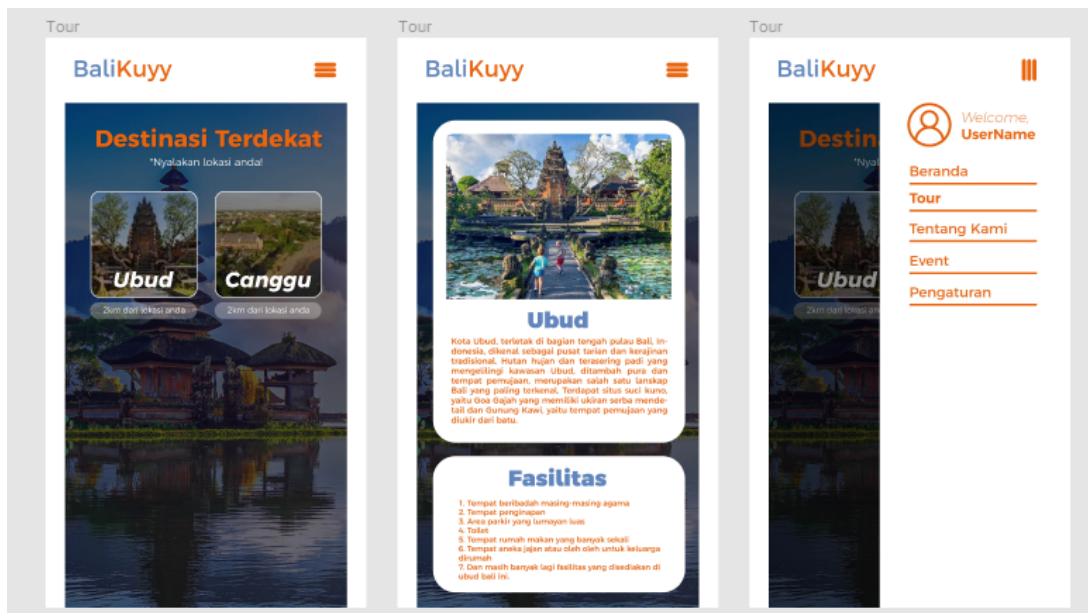 Tour
BaliKuyy
Destinasi Terdekat
*Nyalakan lokasi anda!
Ubud
Canggu
2km dari lokasi anda
2km dari lokasi anda
Tour
BaliKuyy
Ubud
Kota Ubud, terletak di bagian tengah pulau Bali, In-
donesia, dikenal sebagai pusat tarian dan kerajinan
tradisional. Hutan hujan dan terasering padi yang
mengelilingi kawasan Ubud, ditambah pura dan
tempat pemujaan, merupakan salah satu lanskap
Bali yang paling terkenal. Terdapat situs suci kuno,
yaitu Goa Gajah yang memiliki ukiran serba mende-
tail dan Gunung Kawi, yaitu tempat pemujaan yang
diukir dari batu.
Fasilitas
1. Tempat beribadah masing-masing agama
2. Tempat penginapan
3. Area parkir yang lumayan luas
4. Toilet
5. Tempat rumah makan yang banyak sekali
6. Tempat aneka jajan atau oleh oleh untuk keluarga
dirumah
7. Dan masih banyak lagi fasilitas yang disediakan di
ubud bali ini.
Tour
BaliKuyy
Destin
*Nyal
Ubud
2km dari lokasi an
Welcome,
UserName
Beranda
Tour
Tentang Kami
Event
Pengaturan